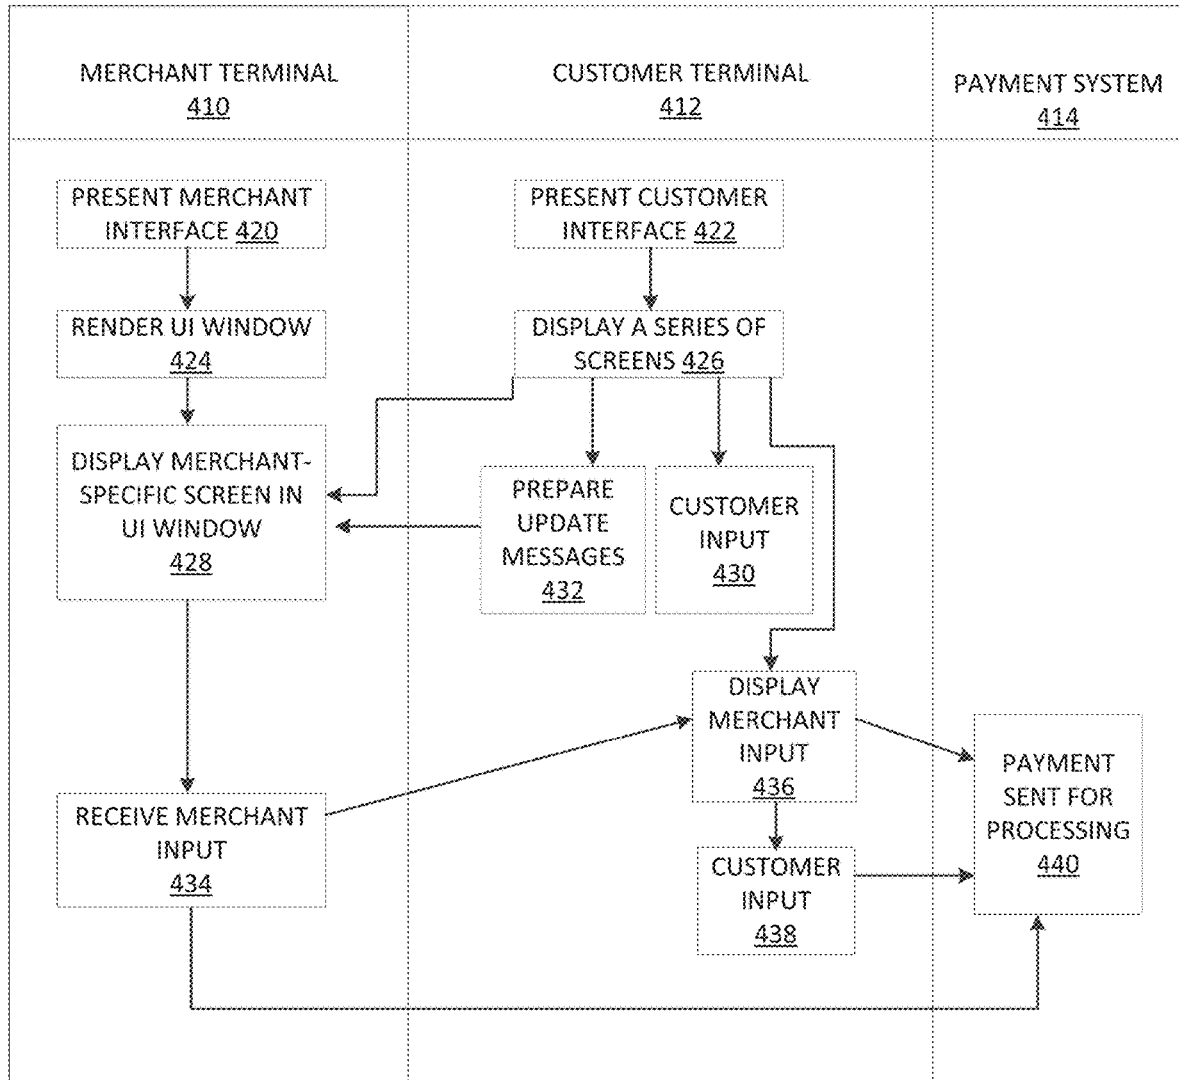 MERCHANT TERMINAL
410
CUSTOMER TERMINAL
412
PAYMENT SYSTEM
414
PRESENT MERCHANT
INTERFACE 420
PRESENT CUSTOMER
INTERFACE 422
RENDER UI WINDOW
424
DISPLAY A SERIES OF
SCREENS 426
DISPLAY MERCHANT-
SPECIFIC SCREEN IN
UI WINDOW
428
PREPARE
UPDATE
MESSAGES
432
CUSTOMER
INPUT
430
DISPLAY
MERCHANT
INPUT
436
RECEIVE MERCHANT
INPUT
434
CUSTOMER
INPUT
438
PAYMENT
SENT FOR
PROCESSING
440